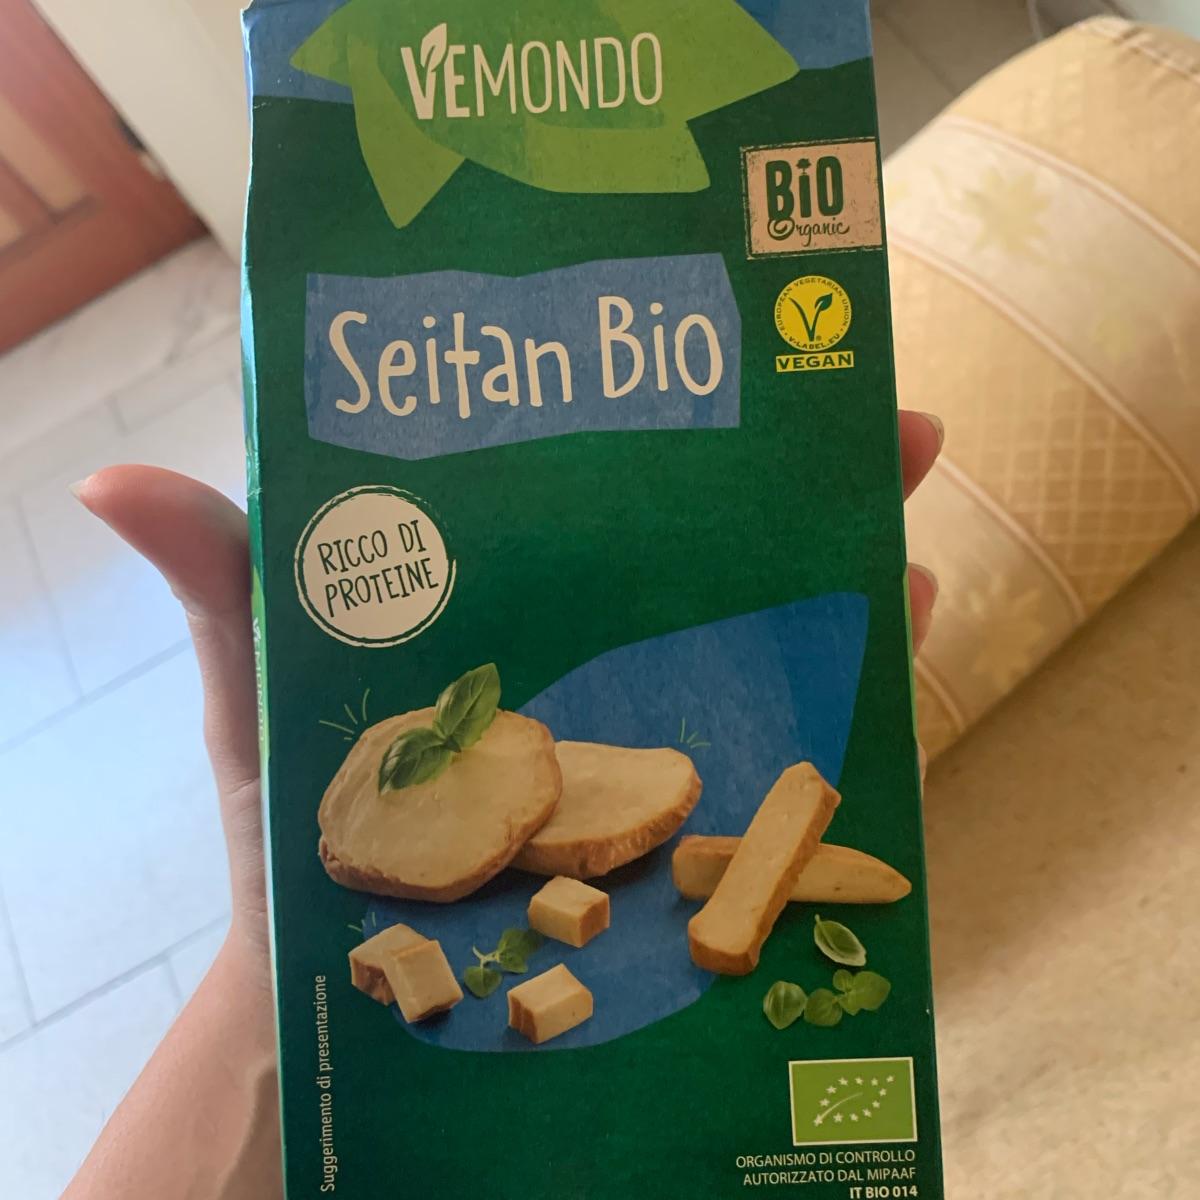 VEMONDO
BiO
Organic
EUROPEAN VEGETARIAN UNION
V-LABEL.EU
VEGAN
Seitan Bio
RICCO DI
PROTEINE
VEMONDO
Suggerimento di presentazione
ORGANISMO DI CONTROLLO
AUTORIZZATO DAL MIPAAF
IT BIO 014